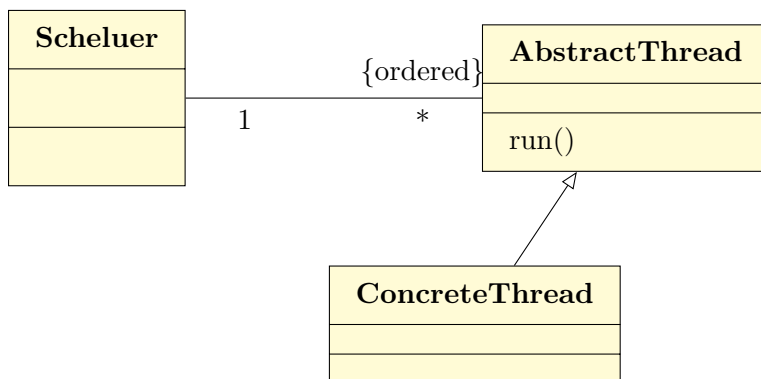 Scheluer
{ordered}
AbstractThread
1
*
run()
ConcreteThread